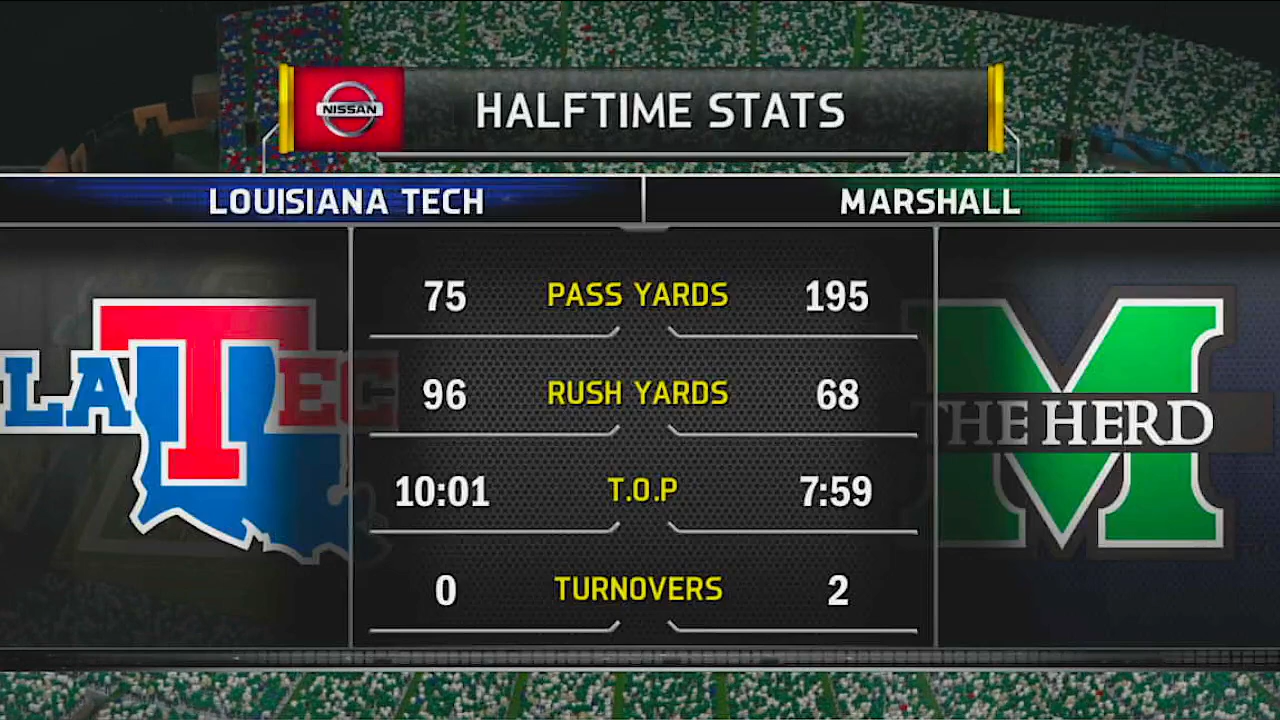 NISSAN
HALFTIME STATS
LOUISIANA TECH
MARSHALL
75 PASS YARDS 195
96 RUSH YARDS 68
10:01 T.O.P 7:59
0 TURNOVERS 2
LA TEC
THE HERD